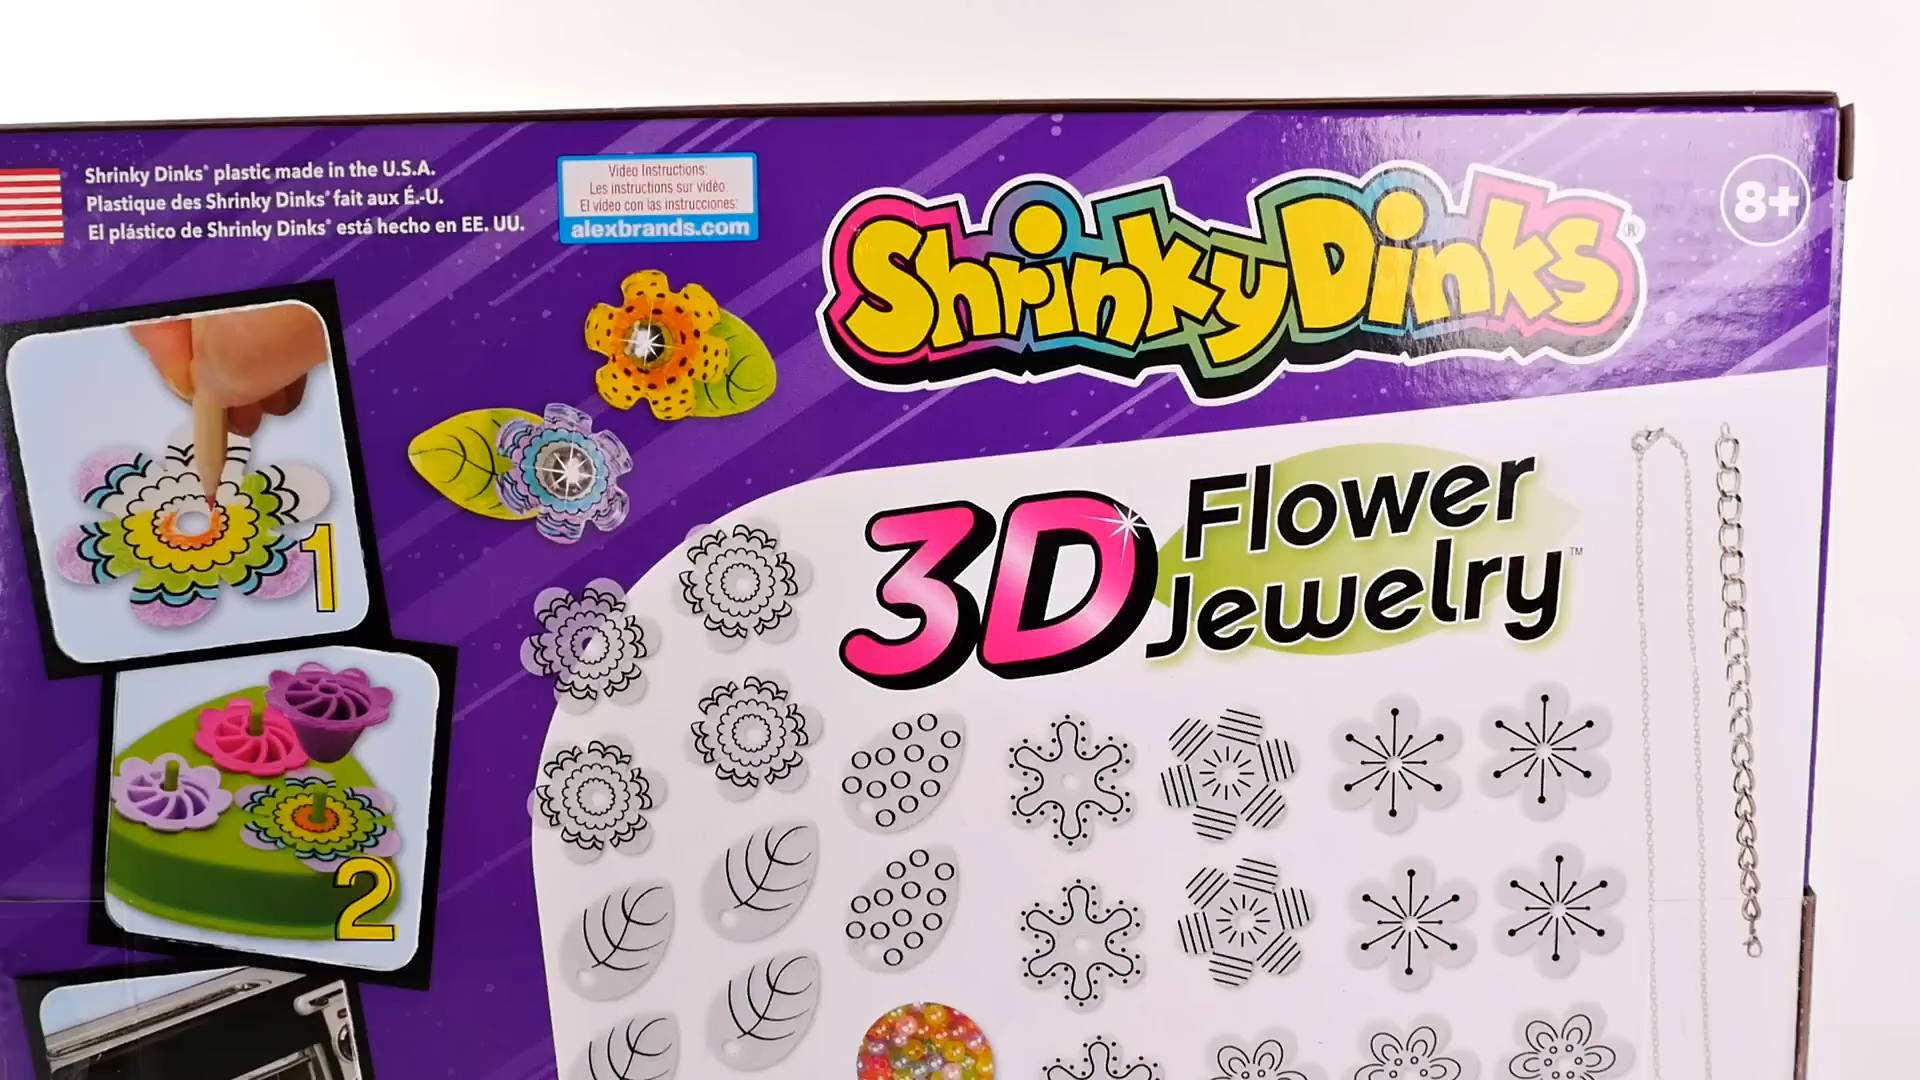 Shrinky Dinks® plastic made in the U.S.A.
Plastique des Shrinky Dinks® fait aux É.-U.
El plástico de Shrinky Dinks® está hecho en EE. UU.
Video Instructions:
Les instructions sur vidéo:
El vídeo con las instrucciones:
alexbrands.com
Shrinky Dinks®
8+
3D Flower
Jewelry™
1
2